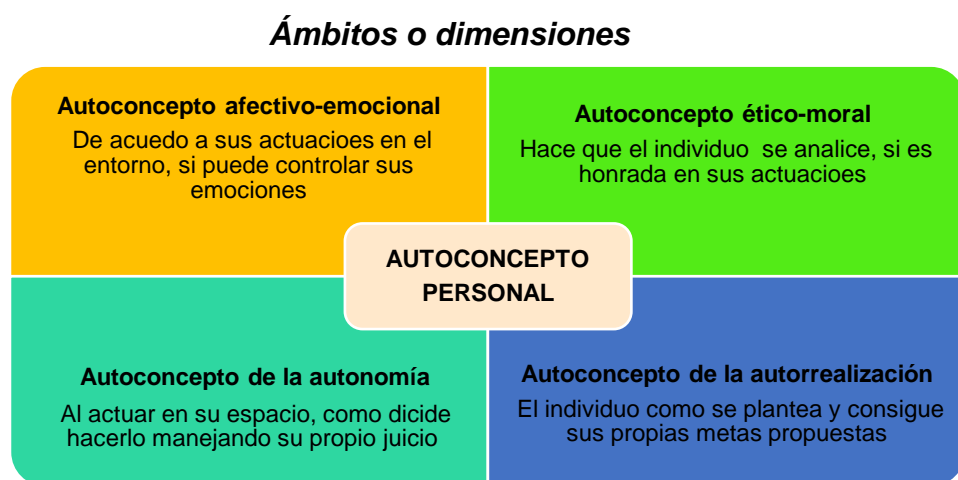 Ámbitos o dimensiones
Autoconcepto afectivo-emocional
De acuedo a sus actuacioes en el
entorno, si puede controlar sus
emociones
Autoconcepto ético-moral
Hace que el individuo se analice, si es
honrada en sus actuacioes
AUTOCONCEPTO
PERSONAL
Autoconcepto de la autonomía
Al actuar en su espacio, como dicide
hacerlo manejando su propio juicio
Autoconcepto de la autorrealización
El individuo como se plantea y consigue
sus propias metas propuestas